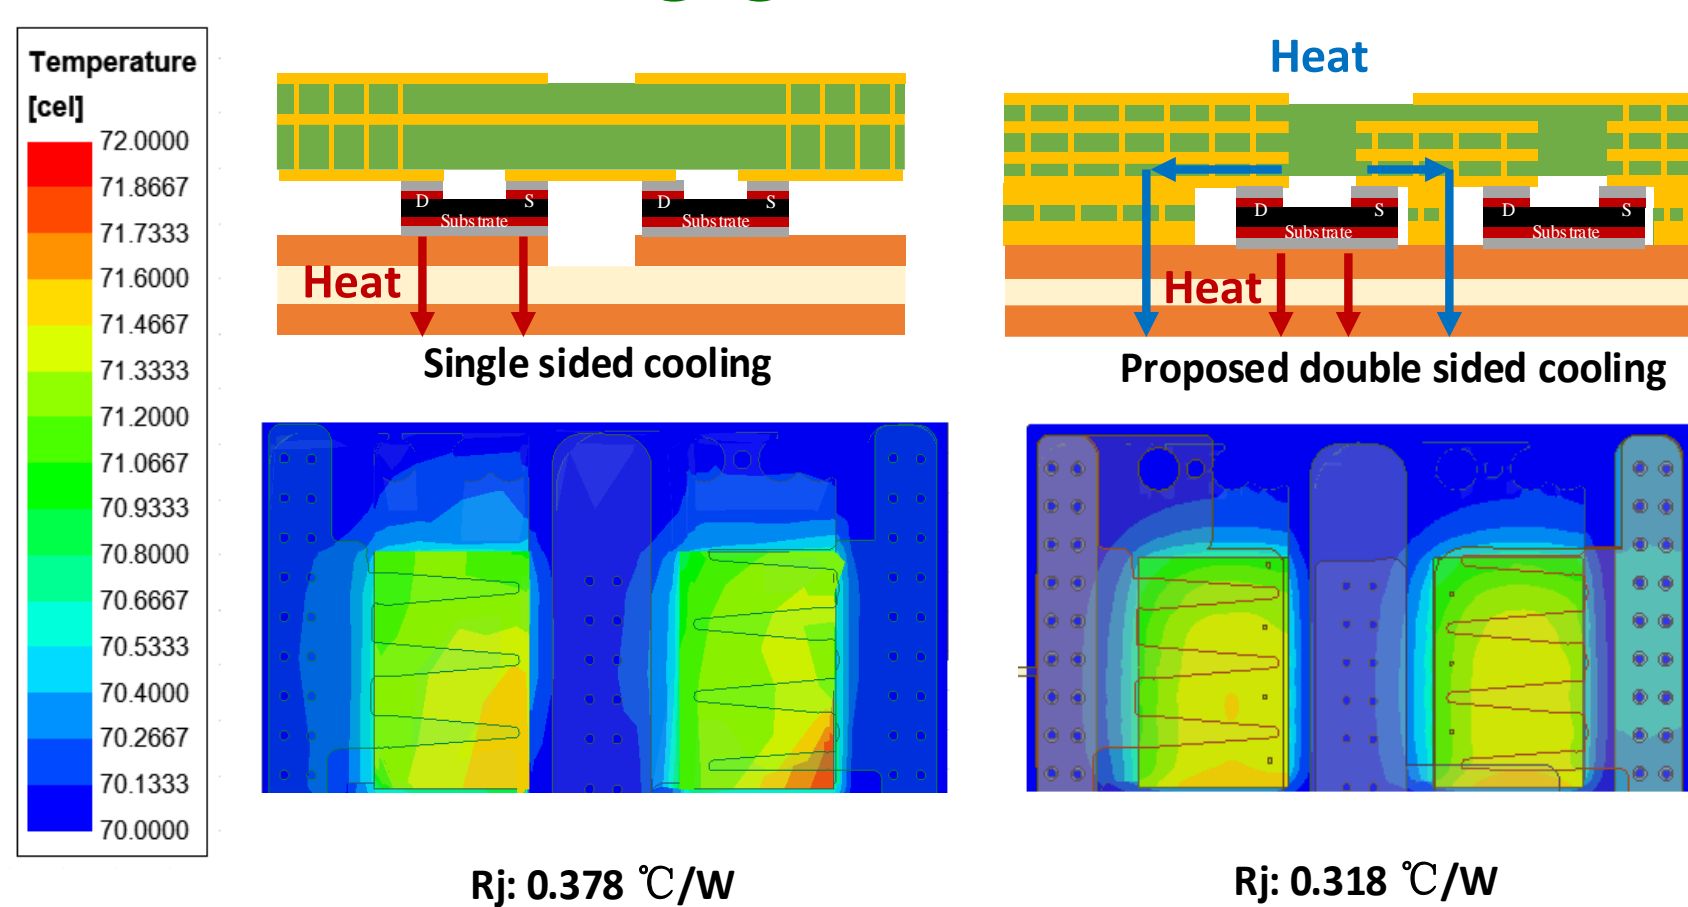 Temperature
[cel]
72.0000
71.8667
71.7333
71.6000
71.4667
71.3333
71.2000
71.0667
70.9333
70.8000
70.6667
70.5333
70.4000
70.2667
70.1333
70.0000
D S
Substrate
D S
Substrate
Heat
Single sided cooling
Heat
D S
Substrate
D S
Substrate
Heat
Proposed double sided cooling
Rj: 0.378 ℃/W
Rj: 0.318 ℃/W